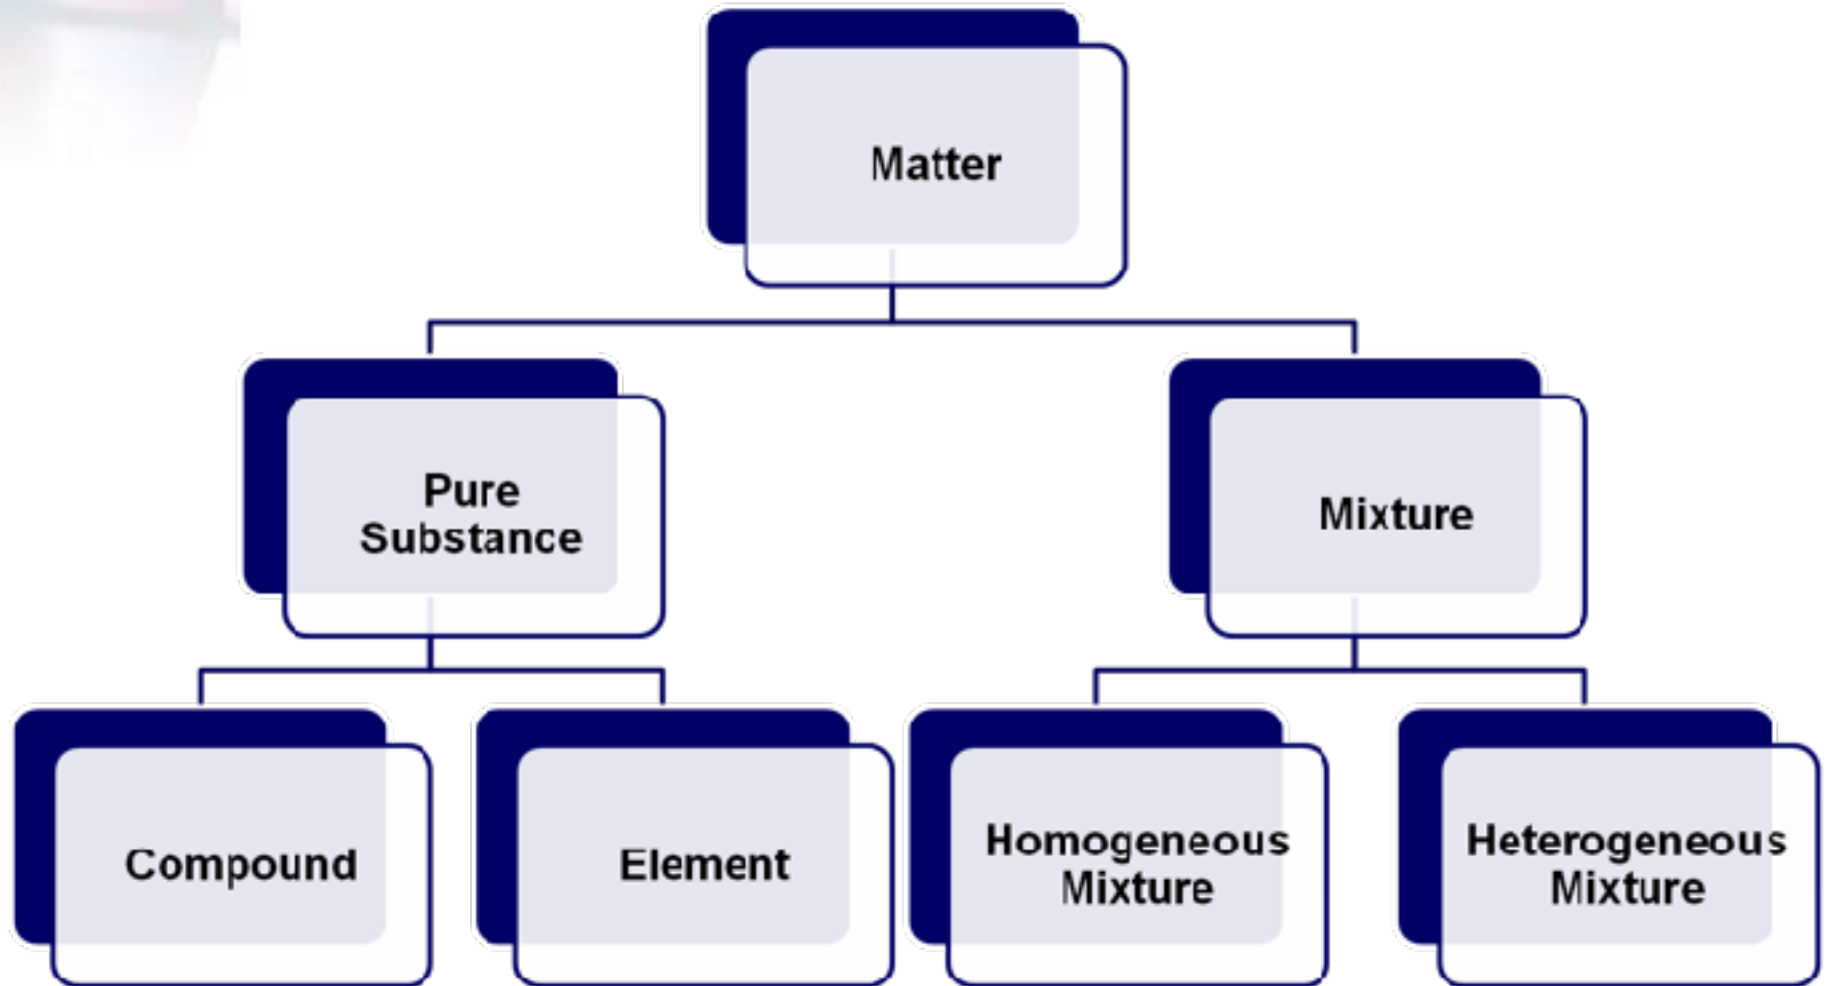 Matter
Pure
Substance
Mixture
Compound
Element
Homogeneous
Mixture
Heterogeneous
Mixture